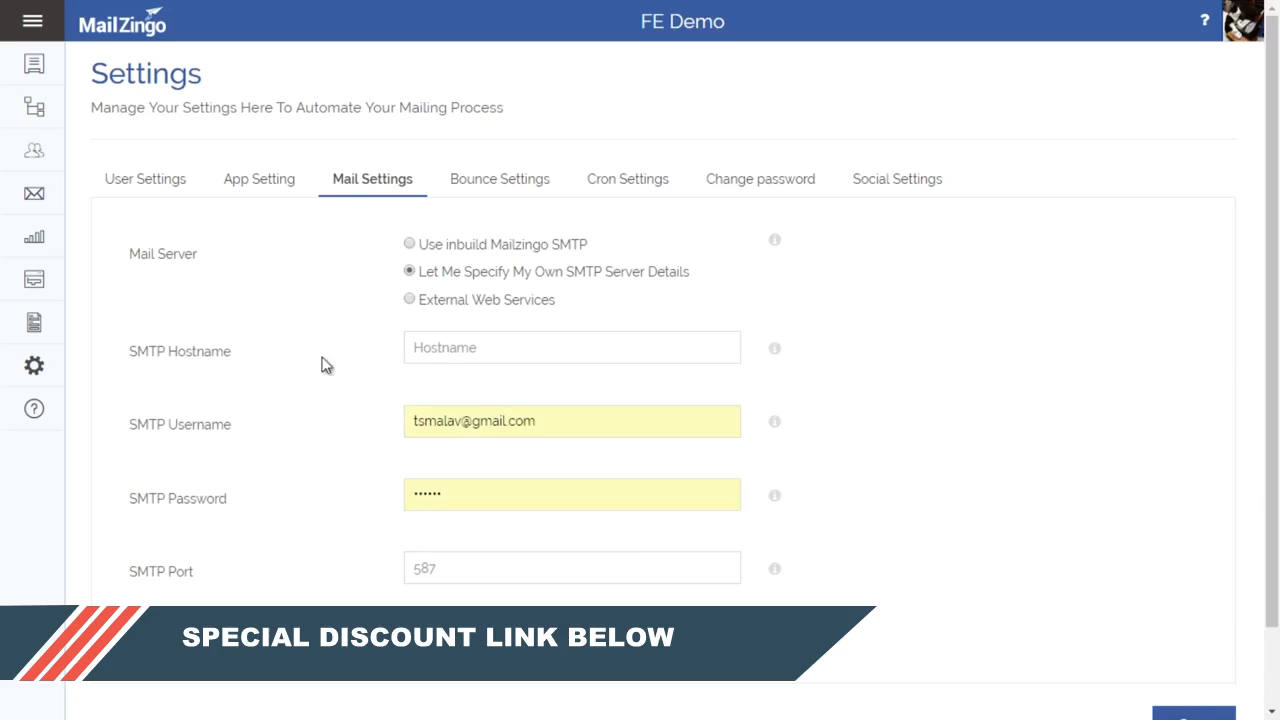 MailZingo
FE Demo
?
Settings
Manage Your Settings Here To Automate Your Mailing Process
User Settings
App Setting
Mail Settings
Bounce Settings
Cron Settings
Change password
Social Settings
Mail Server
Use inbuild Mailzingo SMTP
Let Me Specify My Own SMTP Server Details
External Web Services
SMTP Hostname
Hostname
SMTP Username
tsmalav@gmail.com
SMTP Password
••••••
SMTP Port
587
SPECIAL DISCOUNT LINK BELOW